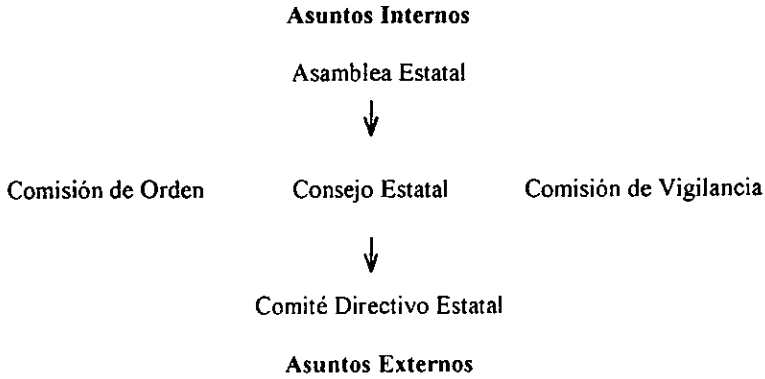 Asuntos Internos
Asamblea Estatal
Comisión de Orden Consejo Estatal Comisión de Vigilancia
Comité Directivo Estatal
Asuntos Externos